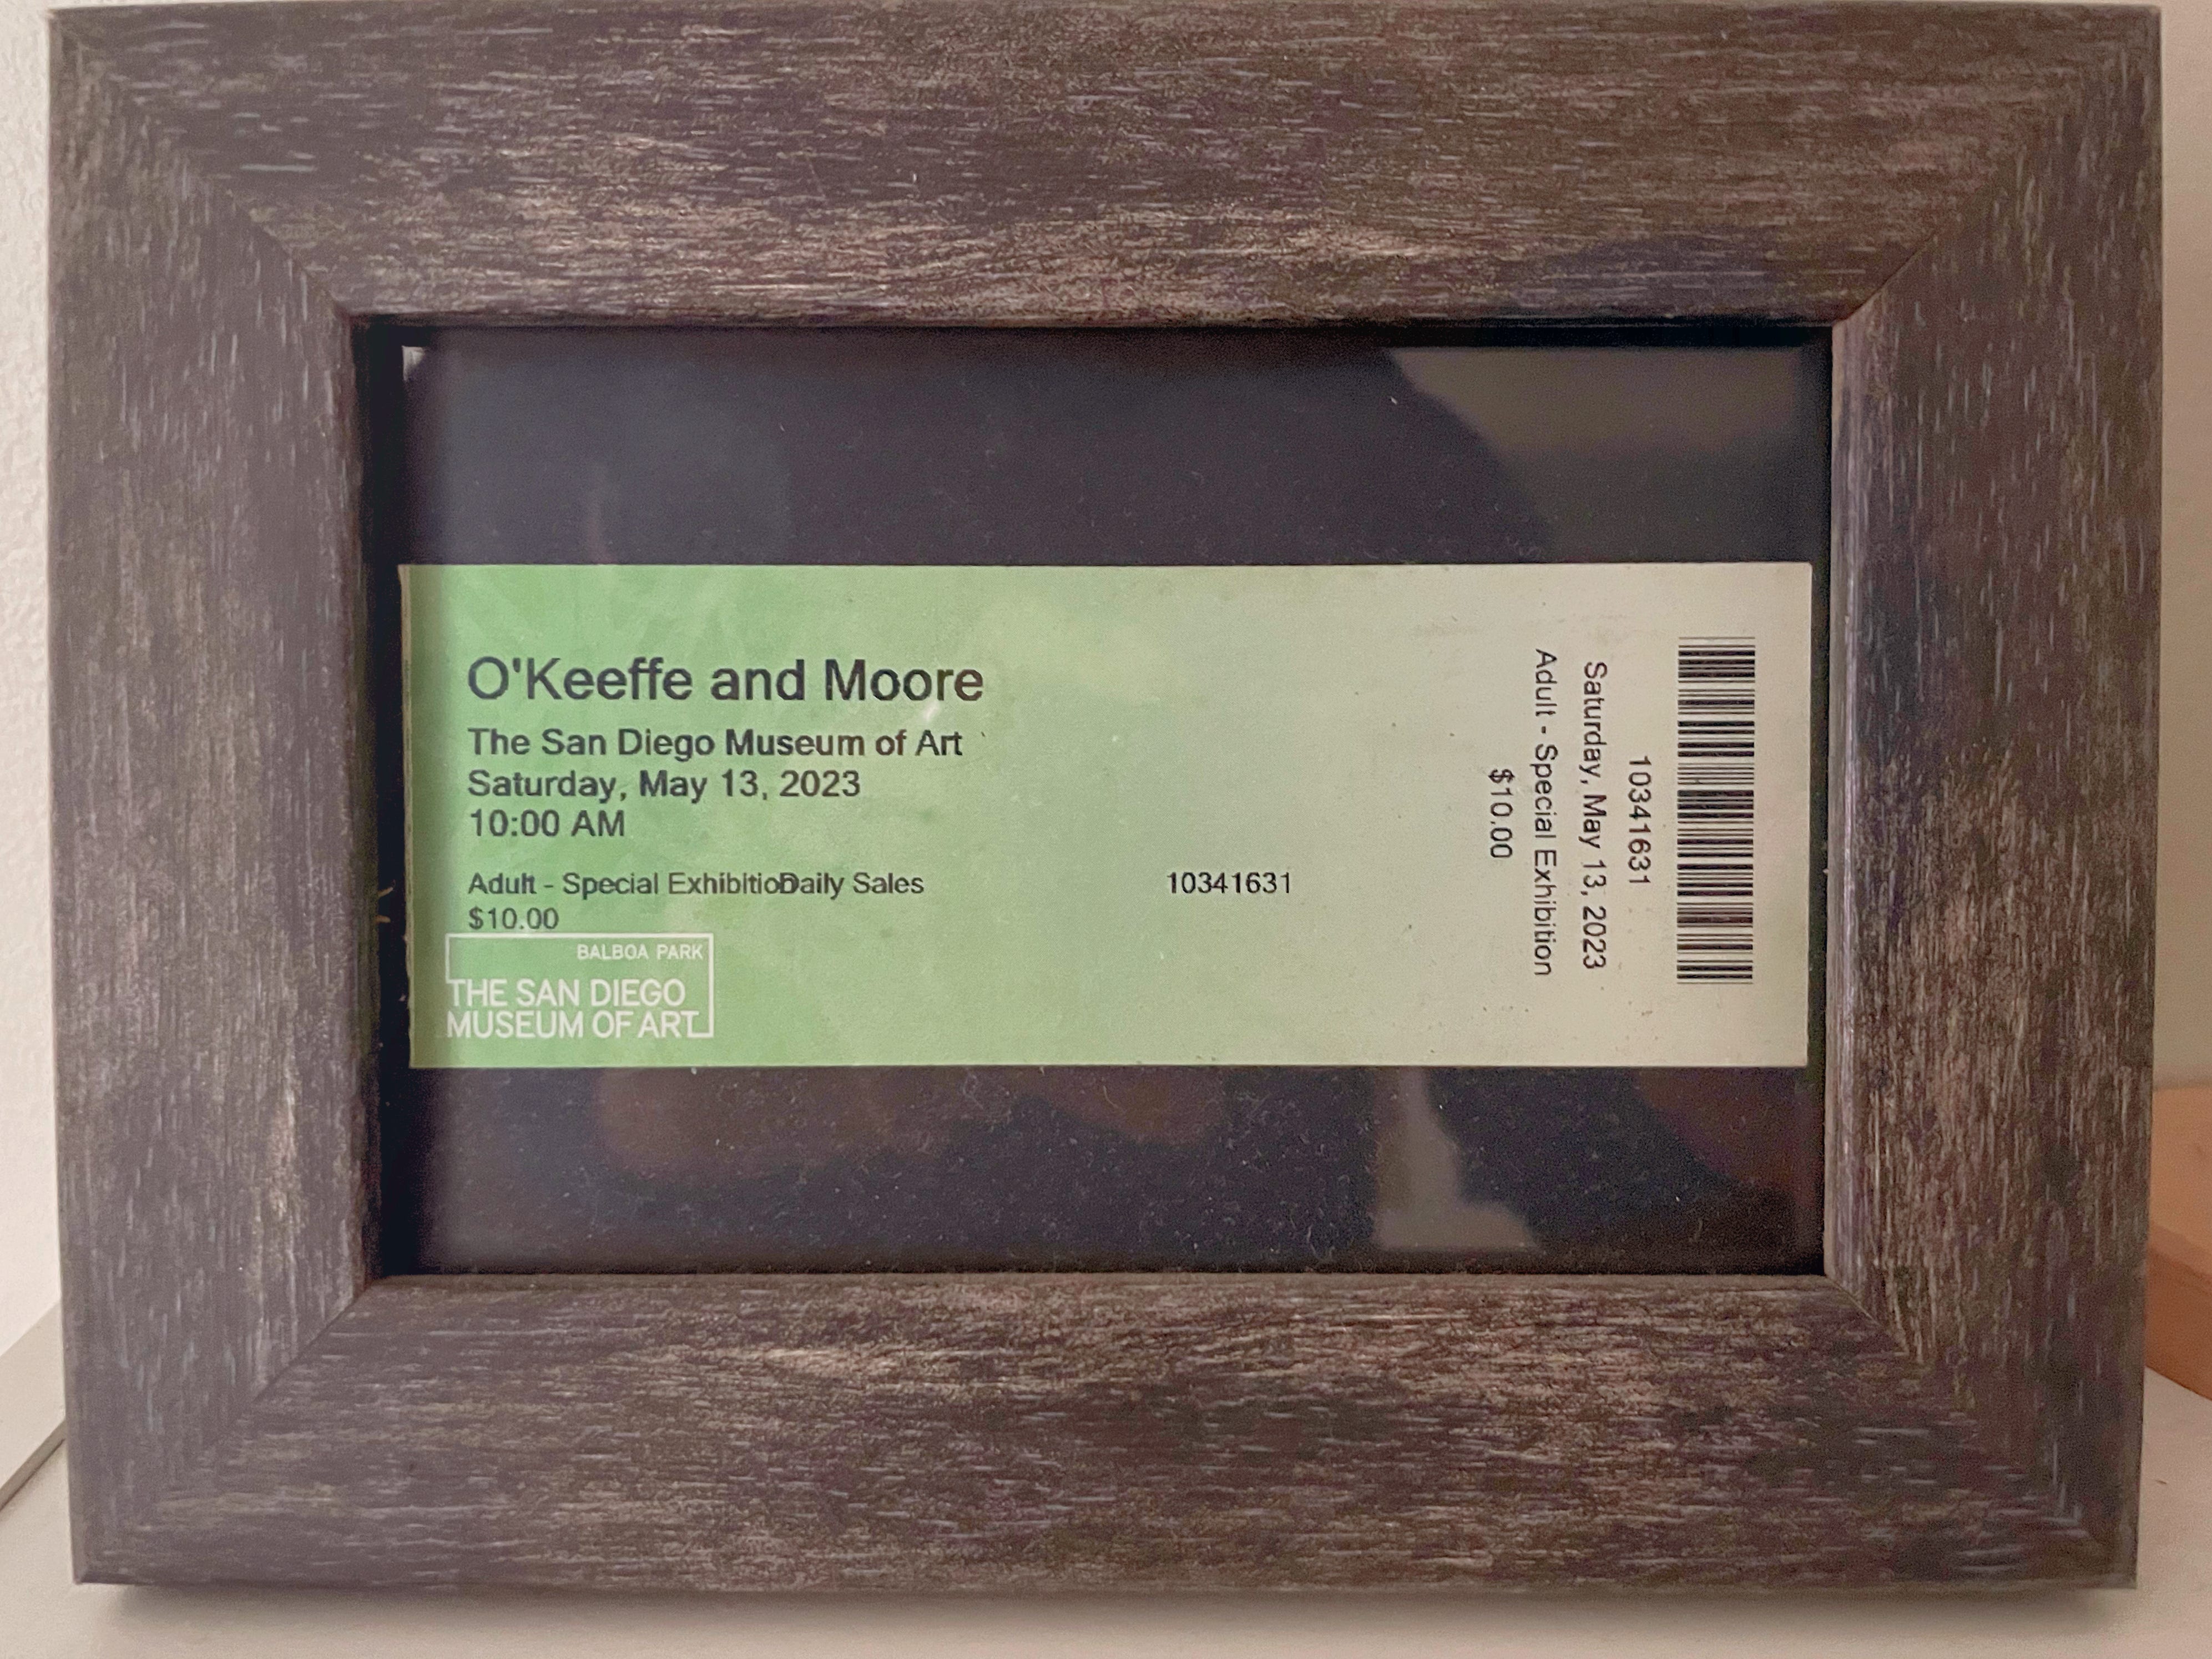 O'Keeffe and Moore
The San Diego Museum of Art
Saturday, May 13, 2023
10:00 AM
Adult - Special ExhibitioDaily Sales 10341631
$10.00
BALBOA PARK
THE SAN DIEGO
MUSEUM OF ART
10341631
Saturday, May 13, 2023
Adult - Special Exhibition
$10.00